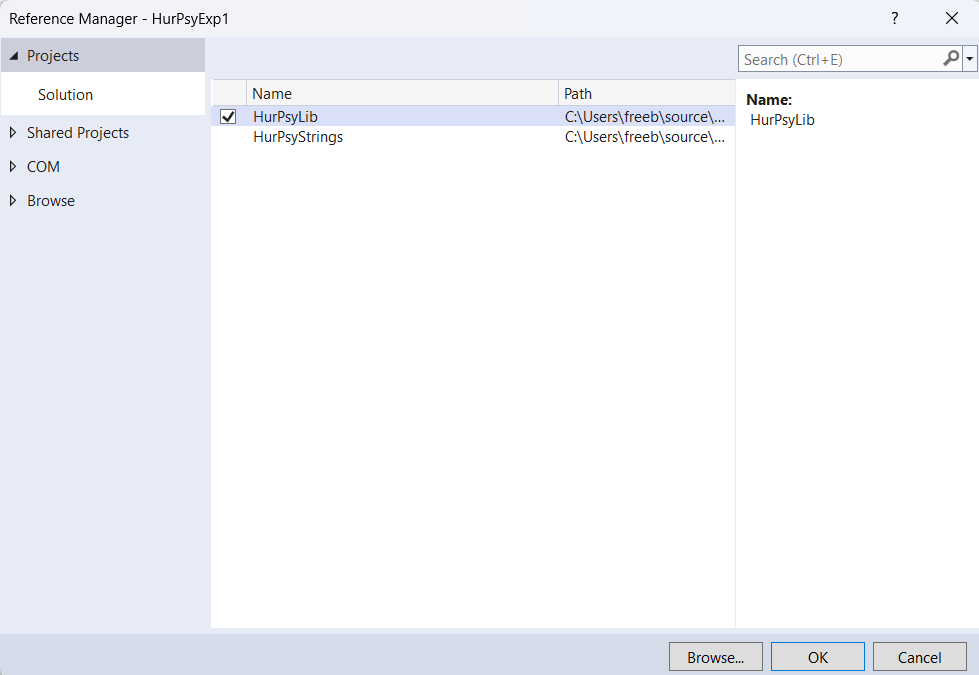 Reference Manager - HurPsyExp1
?
Projects
Solution
Shared Projects
COM
Browse
Search (Ctrl+E)
Name Path
HurPsyLib C:\Users\freeb\source\...
HurPsyStrings C:\Users\freeb\source\...
Name:
HurPsyLib
Browse... OK Cancel